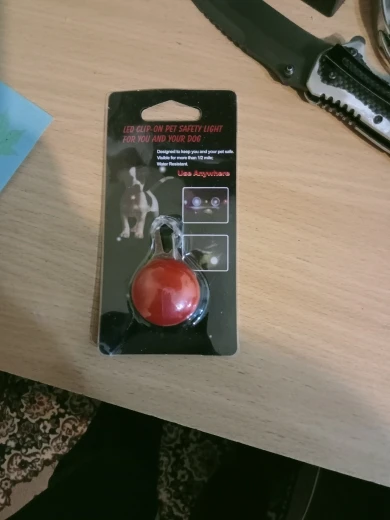 LED CLIP-ON PET SAFETY LIGHT
FOR YOU AND YOUR DOG
Designed to keep you and your pet safe.
Visible for more than 1/2 mile;
Water Resistant.
Use Anywhere